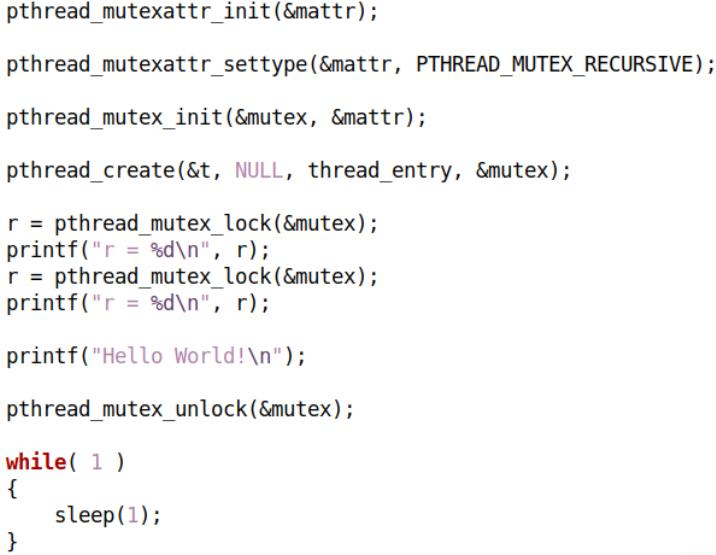 pthread_mutexattr_init(&mattr);
pthread_mutexattr_settype(&mattr, PTHREAD_MUTEX_RECURSIVE);
pthread_mutex_init(&mutex, &mattr);
pthread_create(&t, NULL, thread_entry, &mutex);
r = pthread_mutex_lock(&mutex);
printf("r = %d\n", r);
r = pthread_mutex_lock(&mutex);
printf("r = %d\n", r);
printf("Hello World!\n");
pthread_mutex_unlock(&mutex);
while( 1 )
{
    sleep(1);
}